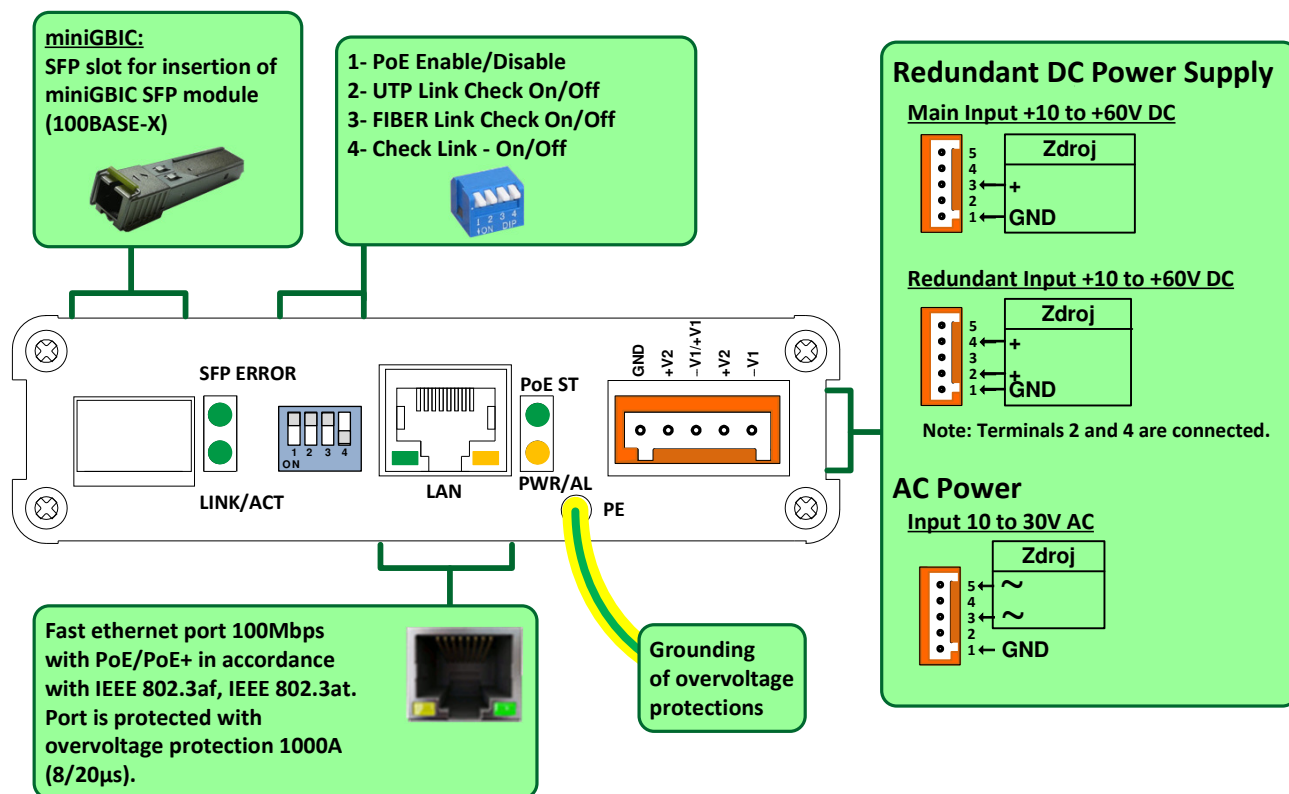 miniGBIC:
SFP slot for insertion of
miniGBIC SFP module
(100BASE-X)
1- PoE Enable/Disable
2- UTP Link Check On/Off
3- FIBER Link Check On/Off
4- Check Link - On/Off
1 2 3 4
ON DIP
Redundant DC Power Supply
Main Input +10 to +60V DC
Zdroj
5
4
3 +
2
1 GND
Redundant Input +10 to +60V DC
Zdroj
5
4 +
3
2 +
1 GND
Note: Terminals 2 and 4 are connected.
AC Power
Input 10 to 30V AC
Zdroj
5 ~
4
3 ~
2
1 GND
SFP ERROR
LINK/ACT
1 2 3 4
ON
LAN
PoE ST
PWR/AL
GND
+V2
−V1/+V1
+V2
−V1
PE
Fast ethernet port 100Mbps
with PoE/PoE+ in accordance
with IEEE 802.3af, IEEE 802.3at.
Port is protected with
overvoltage protection 1000A
(8/20µs).
Grounding
of overvoltage
protections